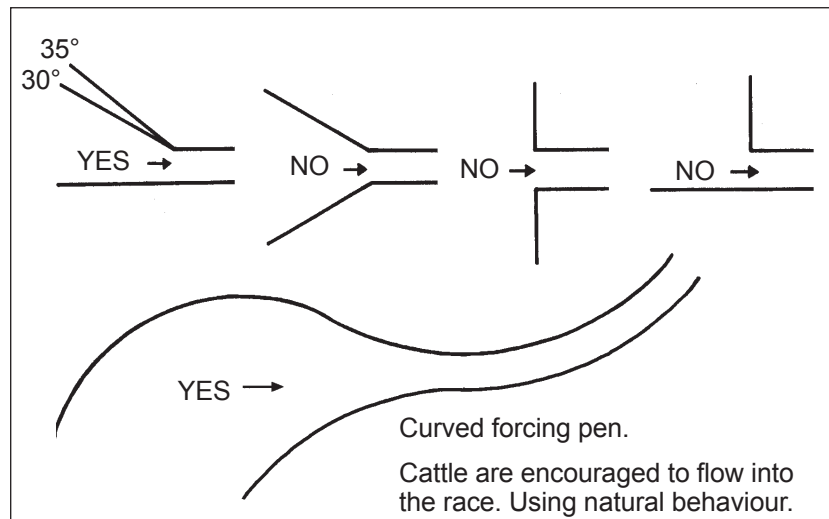 35°
30°
YES
NO
NO
NO
YES
Curved forcing pen.
Cattle are encouraged to flow into
the race. Using natural behaviour.